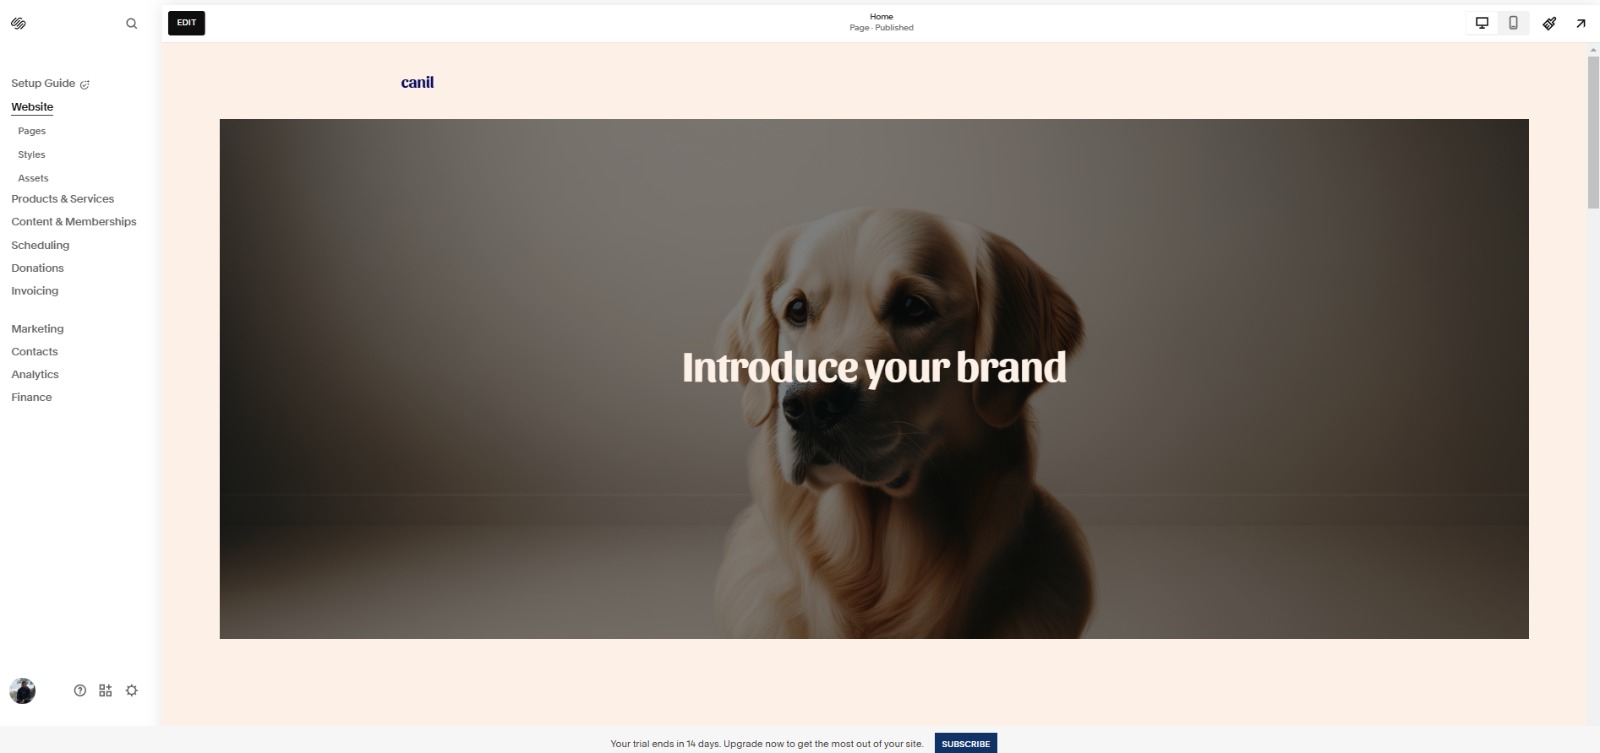 EDIT
Home
Page · Published
Setup Guide
Website
Pages
Styles
Assets
Products & Services
Content & Memberships
Scheduling
Donations
Invoicing
Marketing
Contacts
Analytics
Finance
canil
Introduce your brand
Your trial ends in 14 days. Upgrade now to get the most out of your site. SUBSCRIBE